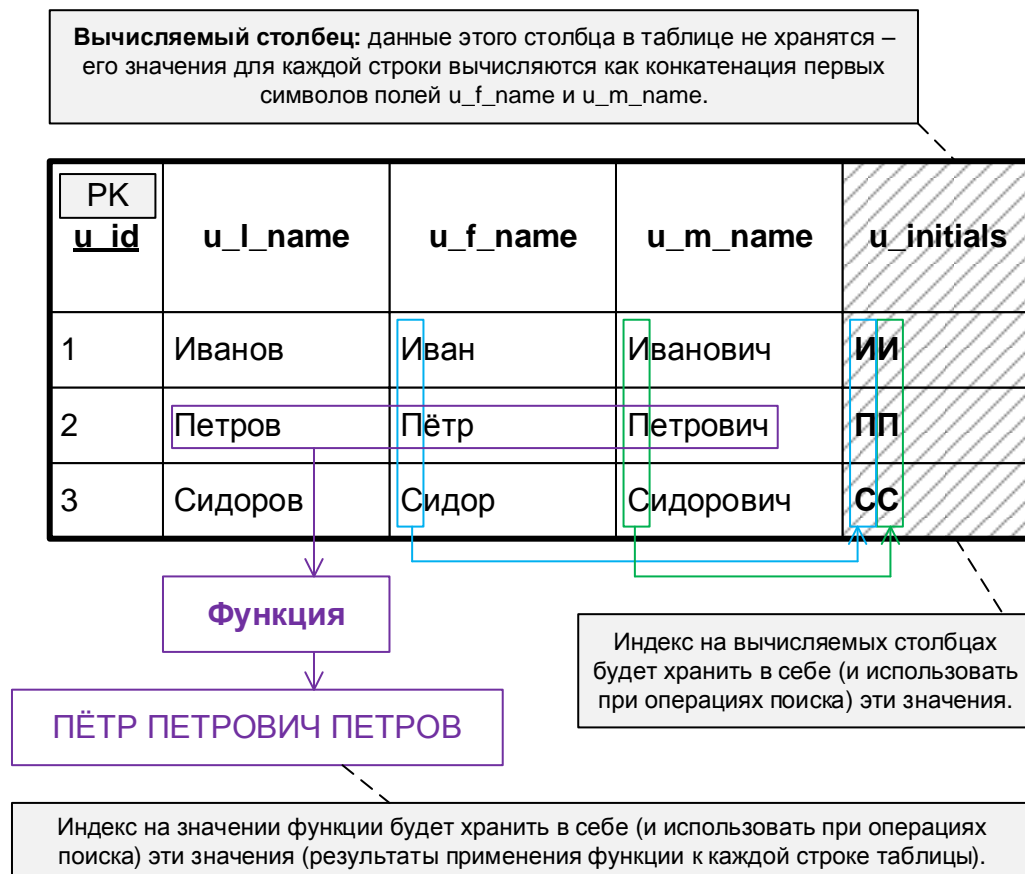 Вычисляемый столбец: данные этого столбца в таблице не хранятся –
его значения для каждой строки вычисляются как конкатенация первых
символов полей u_f_name и u_m_name.
PK
u_id u_l_name u_f_name u_m_name u_initials
1 Иванов Иван Иванович ИИ
2 Петров Пётр Петрович ПП
3 Сидоров Сидор Сидорович СС
Функция
Индекс на вычисляемых столбцах
будет хранить в себе (и использовать
при операциях поиска) эти значения.
ПЁТР ПЕТРОВИЧ ПЕТРОВ
Индекс на значении функции будет хранить в себе (и использовать при операциях
поиска) эти значения (результаты применения функции к каждой строке таблицы).